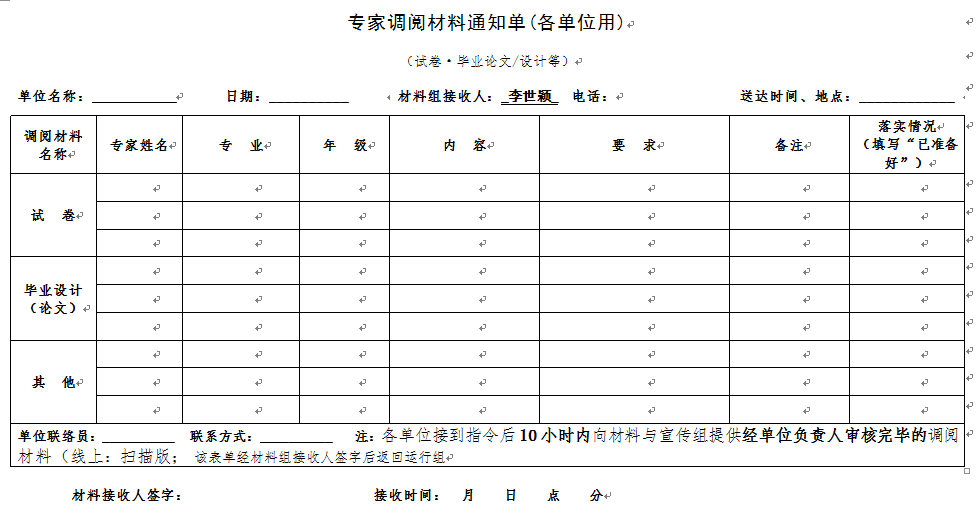 专家调阅材料通知单(各单位用)
（试卷·毕业论文/设计等）
单位名称：___________ 日期：__________ 材料组接收人：_李世颖_ 电话： 送达时间、地点：____________
调阅材料
名称
专家姓名
专 业
年 级
内 容
要 求
备注
落实情况
（填写“已准备
好”）
试 卷
毕业设计
（论文）
其 他
单位联络员：_________ 联系方式：_________ 注：各单位接到指令后10小时内向材料与宣传组提供经单位负责人审核完毕的调阅
材料（线上：扫描版； 该表单经材料组接收人签字后返回运行组
材料接收人签字： 接收时间： 月 日 点 分